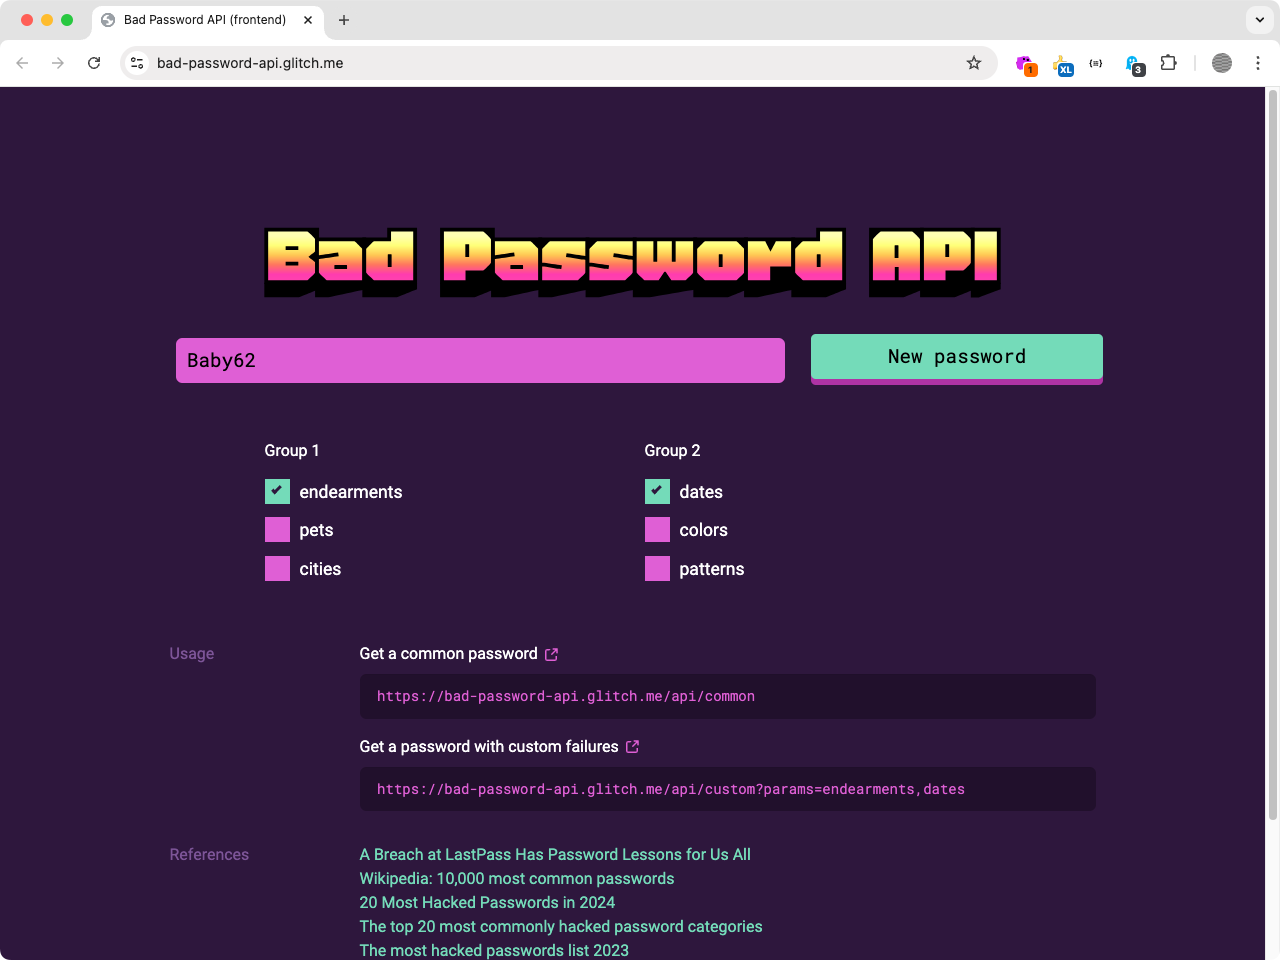 Bad Password API (frontend)
bad-password-api.glitch.me
1
XL
{≡}
3
Bad Password API
Baby62
New password
Group 1
Group 2
endearments
dates
pets
colors
cities
patterns
Usage
Get a common password
https://bad-password-api.glitch.me/api/common
Get a password with custom failures
https://bad-password-api.glitch.me/api/custom?params=endearments,dates
References
A Breach at LastPass Has Password Lessons for Us All
Wikipedia: 10,000 most common passwords
20 Most Hacked Passwords in 2024
The top 20 most commonly hacked password categories
The most hacked passwords list 2023